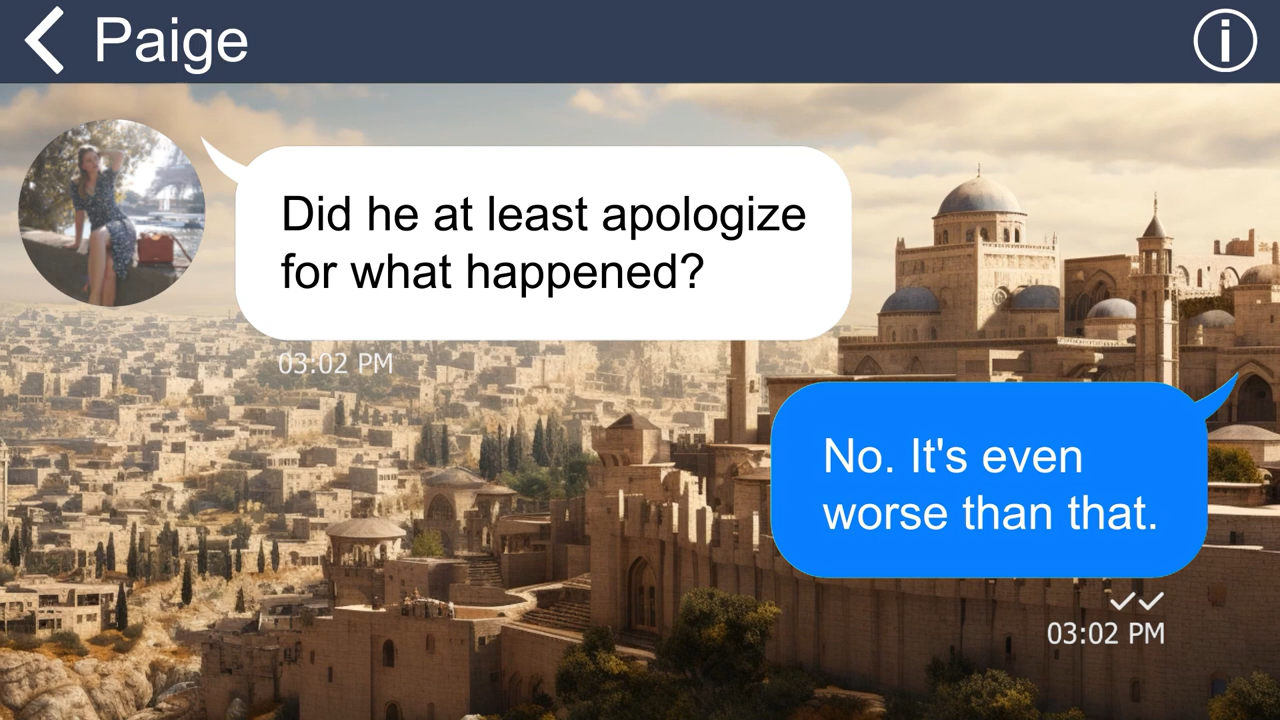 Paige
Did he at least apologize
for what happened?
03:02 PM
No. It's even
worse than that.
03:02 PM